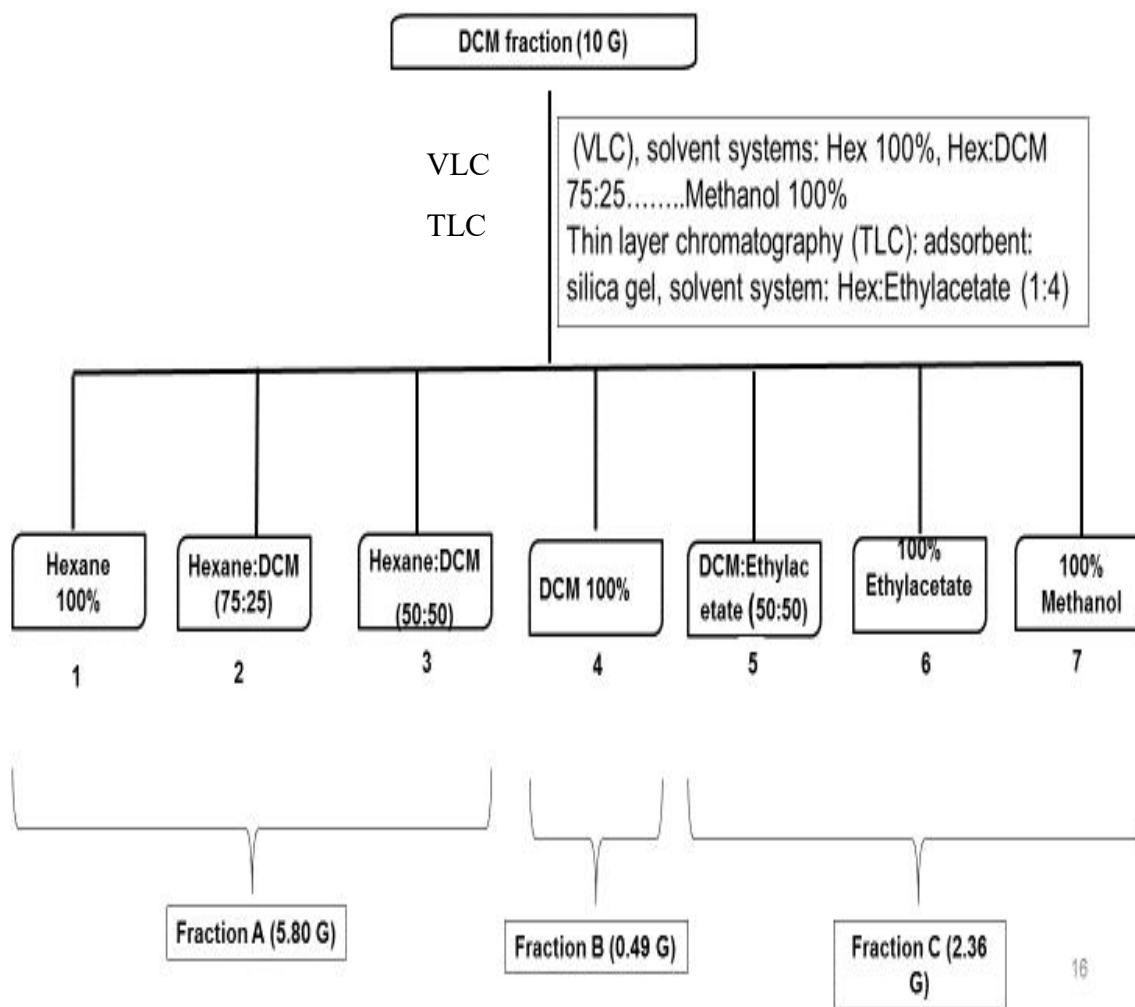 DCM fraction (10 G)
VLC
TLC
(VLC), solvent systems: Hex 100%, Hex:DCM
75:25........Methanol 100%
Thin layer chromatography (TLC): adsorbent:
silica gel, solvent system: Hex:Ethylacetate (1:4)
Hexane
100%
Hexane:DCM
(75:25)
Hexane:DCM
(50:50)
DCM 100%
DCM:Ethylac
etate (50:50)
100%
Ethylacetate
100%
Methanol
1
2
3
4
5
6
7
Fraction A (5.80 G)
Fraction B (0.49 G)
Fraction C (2.36
G)
16